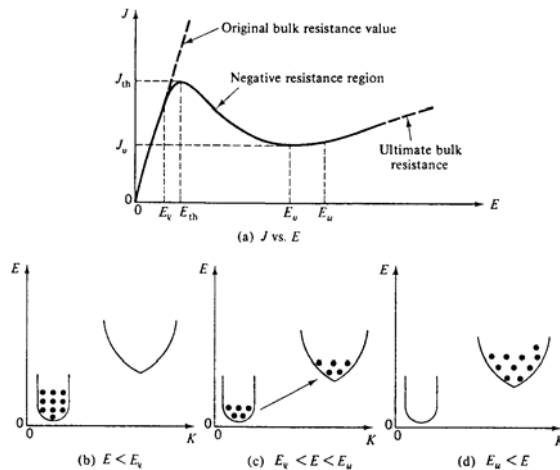 J
Original bulk resistance value
J_th
Negative resistance region
J_v
Ultimate bulk
resistance
0
0 E_ℓ E_th E_v E_u E
(a) J vs. E
E E E
0 0 0
K K K
(b) E < E_ℓ (c) E_ℓ < E < E_u (d) E_u < E